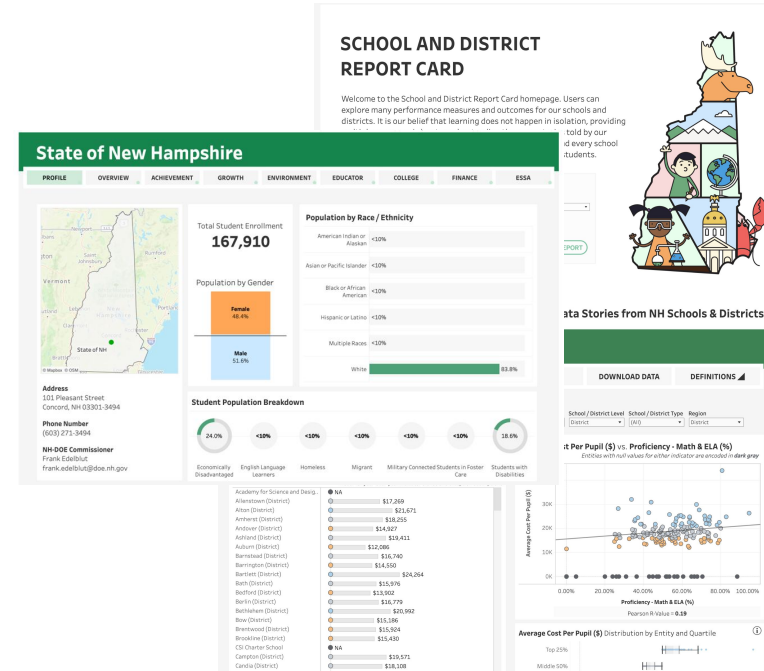 SCHOOL AND DISTRICT
REPORT CARD
Welcome to the School and District Report Card homepage. Users can
explore many performance measures and outcomes for our schools and
districts. It is our belief that learning does not happen in isolation, providing
told by our
every school
students.
State of New Hampshire
PROFILE
OVERVIEW
ACHIEVEMENT
GROWTH
ENVIRONMENT
EDUCATOR
COLLEGE
FINANCE
ESSA
Vermont
State of NH
© Mapbox © OSM
Address
101 Pleasant Street
Concord, NH 03301-3494
Phone Number
(603) 271-3494
NH-DOE Commissioner
Frank Edelblut
frank.edelblut@doe.nh.gov
Total Student Enrollment
167,910
Population by Gender
Female
48.4%
Male
51.6%
Population by Race / Ethnicity
American Indian or
Alaskan
<10%
Asian or Pacific Islander <10%
Black or African
American
<10%
Hispanic or Latino <10%
Multiple Races <10%
White 83.8%
Student Population Breakdown
24.0%
<10%
<10%
<10%
<10%
<10%
18.6%
Economically
Disadvantaged
English Language
Learners
Homeless
Migrant
Military Connected
Students in Foster
Care
Students with
Disabilities
ata Stories from NH Schools & Districts
DOWNLOAD DATA
DEFINITIONS
School / District Level
District
School / District Type
(All)
Region
District
st Per Pupil ($) vs. Proficiency - Math & ELA (%)
Entities with null values for either indicator are encoded in dark gray
Average Cost Per Pupil ($)
30K
20K
10K
0K
0.00% 20.00% 40.00% 60.00% 80.00% 100.00%
Proficiency - Math & ELA (%)
Pearson R-Value = 0.19
Average Cost Per Pupil ($) Distribution by Entity and Quartile
Top 25%
Middle 50%
Academy for Science and Desig.. NA
Allenstown (District) $17,269
Alton (District) $21,671
Amherst (District) $18,255
Andover (District) $14,927
Ashland (District) $19,411
Auburn (District) $12,086
Barnstead (District) $16,740
Barrington (District) $14,550
Bartlett (District) $24,264
Bath (District) $15,976
Bedford (District) $13,902
Berlin (District) $16,779
Bethlehem (District) $20,992
Bow (District) $15,186
Brentwood (District) $15,924
Brookline (District) $15,430
CSI Charter School NA
Campton (District) $19,571
Candia (District) $18,108